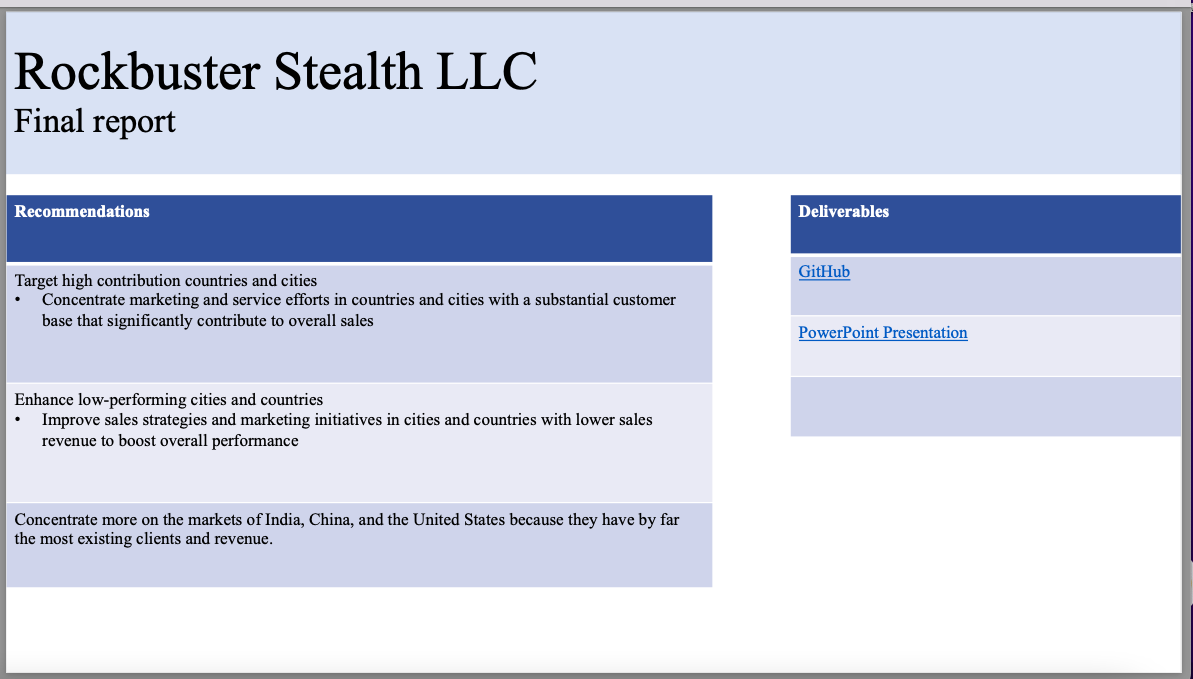 Rockbuster Stealth LLC
Final report
Recommendations
Target high contribution countries and cities
• Concentrate marketing and service efforts in countries and cities with a substantial customer
base that significantly contribute to overall sales
Enhance low-performing cities and countries
• Improve sales strategies and marketing initiatives in cities and countries with lower sales
revenue to boost overall performance
Concentrate more on the markets of India, China, and the United States because they have by far
the most existing clients and revenue.
Deliverables
GitHub
PowerPoint Presentation